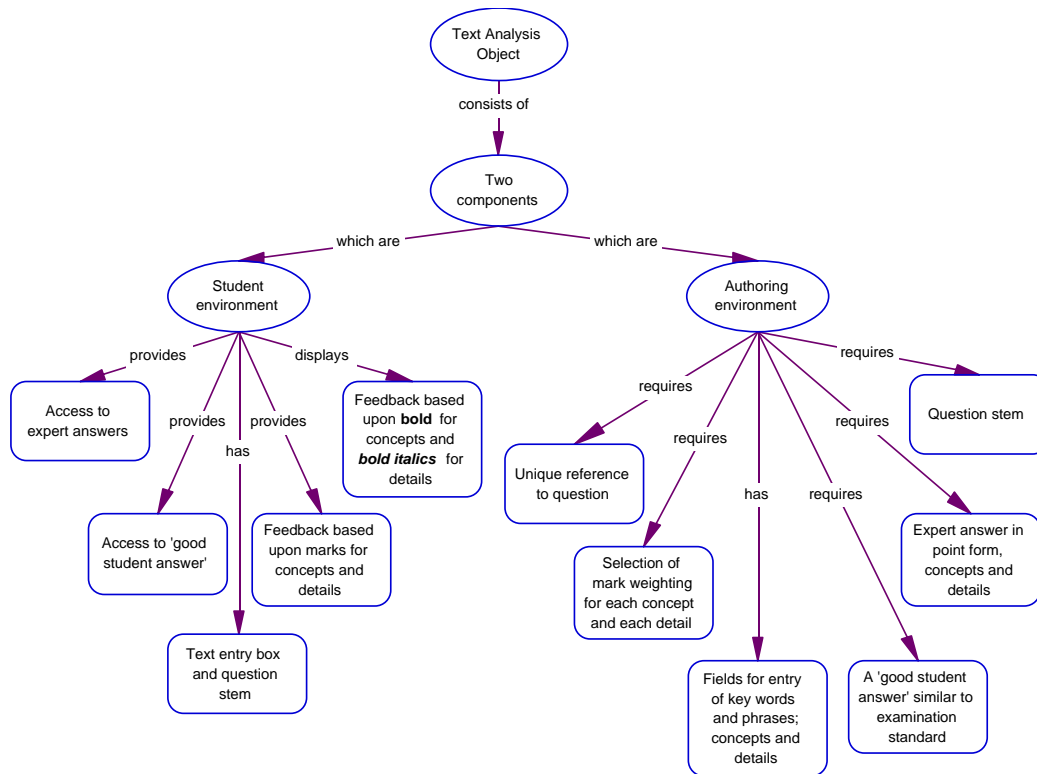 Text Analysis
Object
consists of
Two
components
which are
which are
Student
environment
Authoring
environment
provides
displays
requires
Access to
expert answers
Feedback based
upon bold for
concepts and
bold italics for
details
requires
Question stem
provides
provides
has
requires
requires
Unique reference
to question
has
requires
Access to 'good
student answer'
Feedback based
upon marks for
concepts and
details
Selection of
mark weighting
for each concept
and each detail
Expert answer in
point form,
concepts and
details
Text entry box
and question
stem
Fields for entry
of key words
and phrases;
concepts and
details
A 'good student
answer' similar to
examination
standard